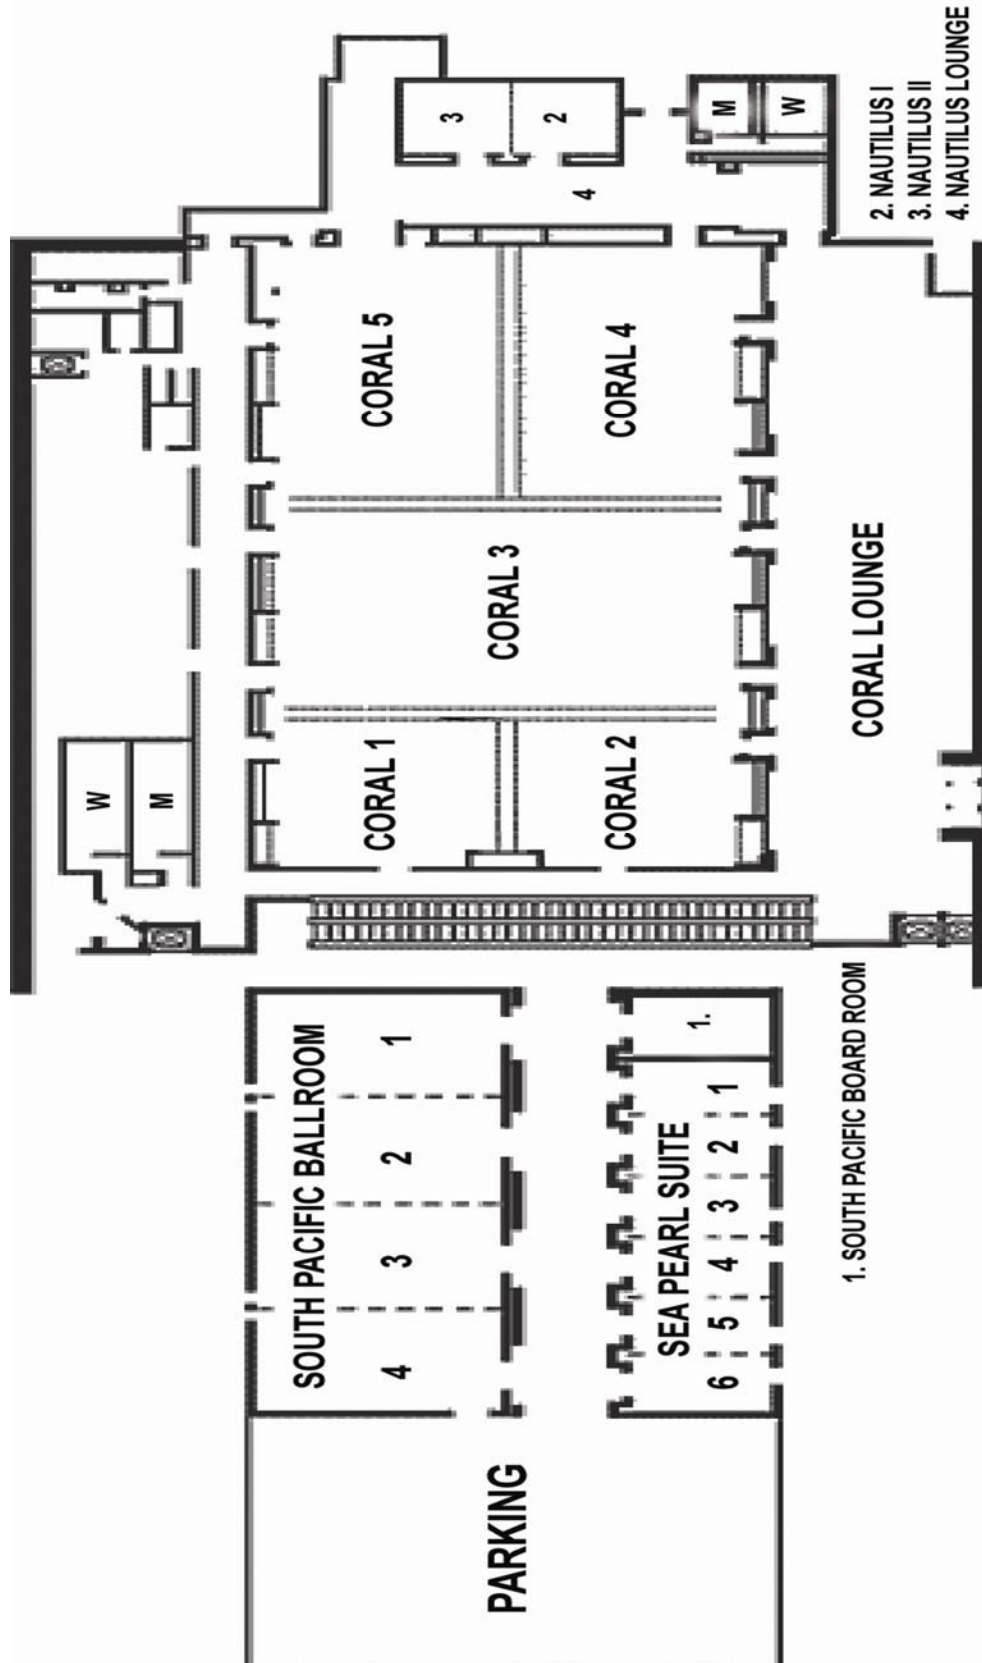 PARKING
SOUTH PACIFIC BALLROOM
4 3 2 1
SEA PEARL SUITE
6 5 4 3 2 1
1.
1. SOUTH PACIFIC BOARD ROOM
W
M
CORAL 1
CORAL 2
CORAL 3
CORAL 5
CORAL 4
CORAL LOUNGE
4
3
2
M
W
2. NAUTILUS I
3. NAUTILUS II
4. NAUTILUS LOUNGE